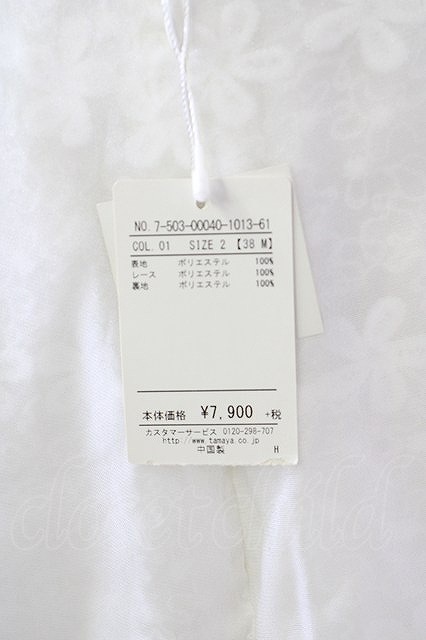 NO. 7-503-00040-1013-61
COL. 01 SIZE 2 【38 M】
表地 ポリエステル 100%
レース ポリエステル 100%
裏地 ポリエステル 100%
本体価格 ¥7,900 +税
カスタマーサービス 0120-298-707
http://www.tamaya.co.jp
中国製 H
closet child